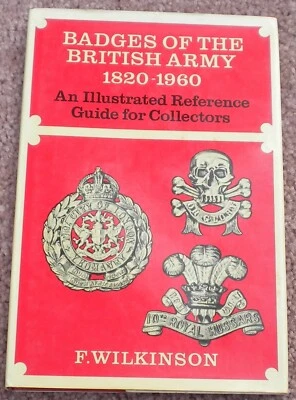 BADGES OF THE
BRITISH ARMY
1820-1960
An Illustrated Reference
Guide for Collectors
OR GLORY
10TH ROYAL HUSSARS
F. WILKINSON